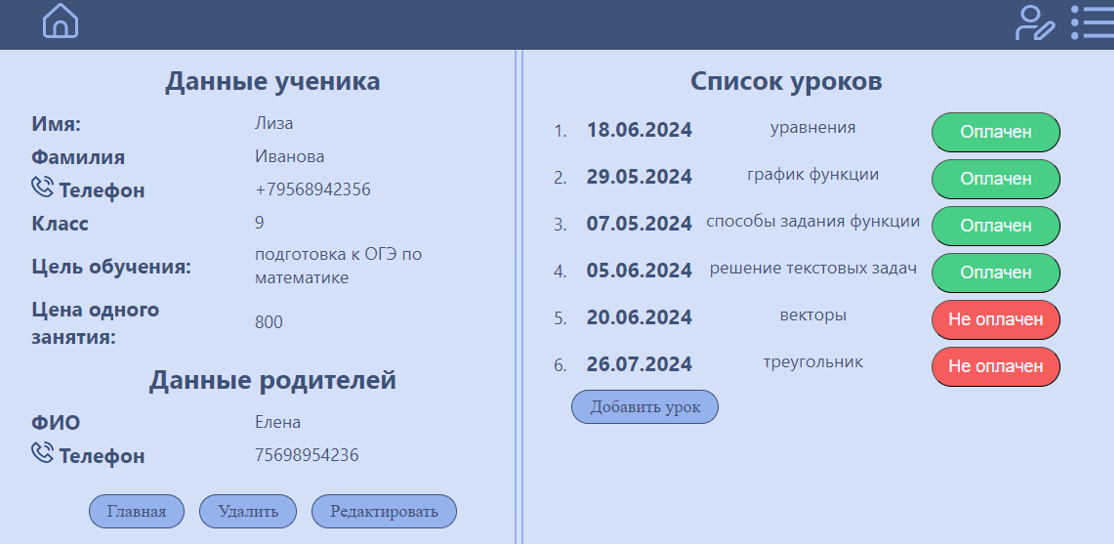 Данные ученика
Имя: Лиза
Фамилия Иванова
Телефон +79568942356
Класс 9
Цель обучения: подготовка к ОГЭ по
математике
Цена одного
занятия: 800
Данные родителей
ФИО Елена
Телефон 75698954236
Главная Удалить Редактировать
Список уроков
1. 18.06.2024 уравнения Оплачен
2. 29.05.2024 график функции Оплачен
3. 07.05.2024 способы задания функции Оплачен
4. 05.06.2024 решение текстовых задач Оплачен
5. 20.06.2024 векторы Не оплачен
6. 26.07.2024 треугольник Не оплачен
Добавить урок